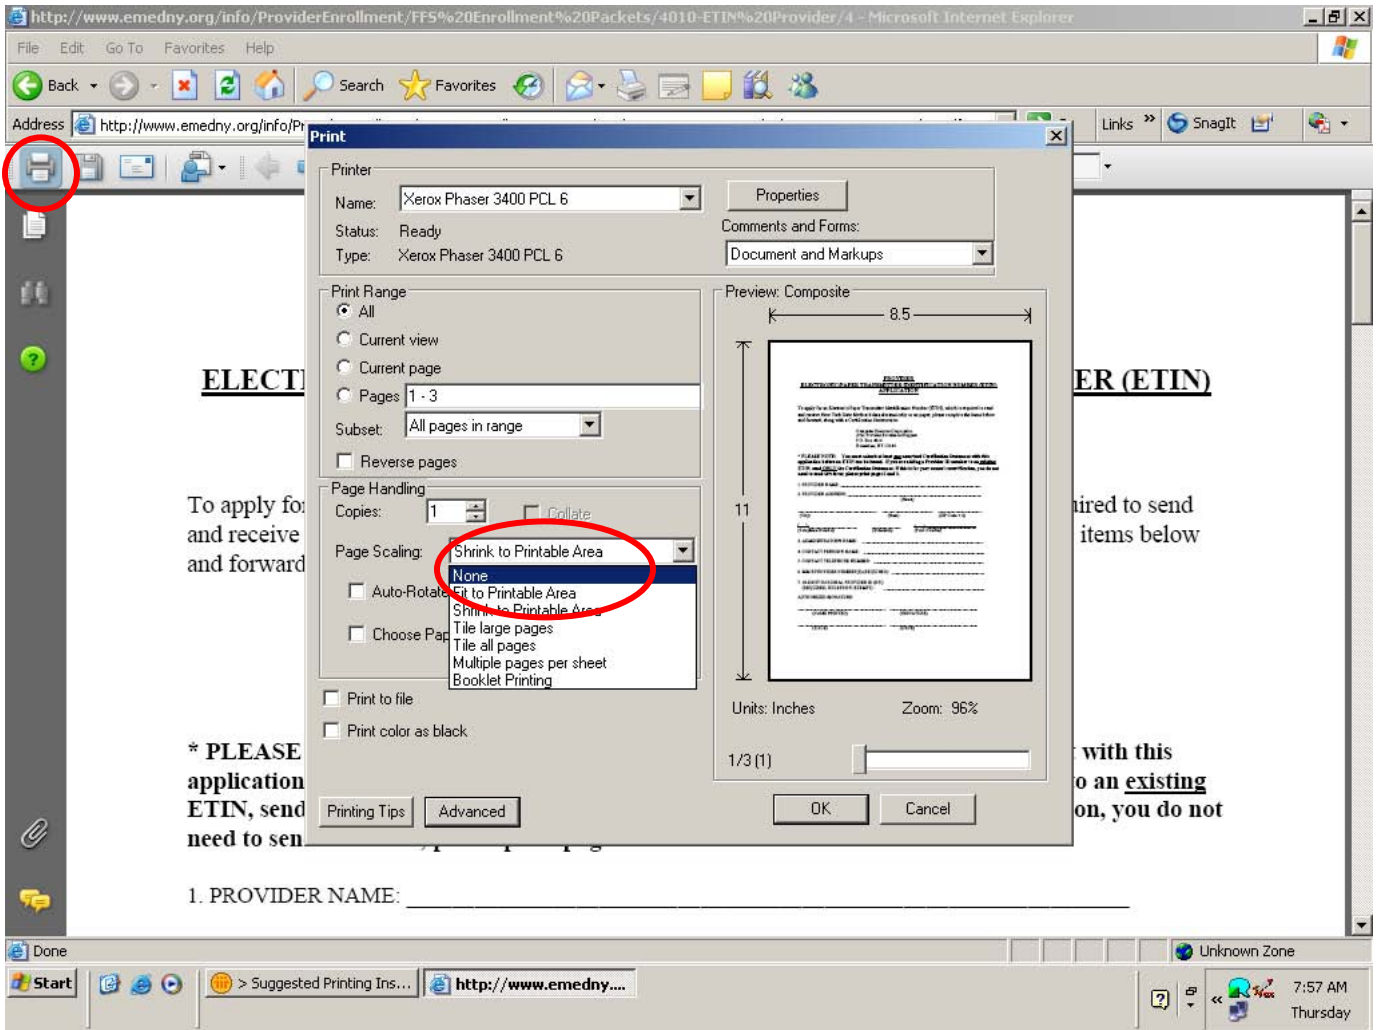 http://www.emedny.org/info/ProviderEnrollment/FFS%20Enrollment%20Packets/4010-ETIN%20Provider/4 - Microsoft Internet Explorer
File Edit Go To Favorites Help
Back Search Favorites
Address http://www.emedny.org/info/Pr Links » SnagIt
Print
Printer
Name: Xerox Phaser 3400 PCL 6 Properties
Status: Ready Comments and Forms:
Type: Xerox Phaser 3400 PCL 6 Document and Markups
Print Range Preview: Composite
All 8.5
Current view
Current page
ELECTI ER (ETIN)
Pages 1 - 3
Subset: All pages in range
Reverse pages
Page Handling
Copies: 1 Collate 11
To apply for ired to send
and receive items below
and forward
Page Scaling: Shrink to Printable Area
None
Auto-Rotate Fit to Printable Area
Shrink to Printable Area
Choose Pap Tile large pages
Tile all pages
Multiple pages per sheet
Booklet Printing
Print to file Units: Inches Zoom: 96%
Print color as black
1/3 (1)
* PLEASE t with this
application o an existing
ETIN, send on, you do not
need to sen
Printing Tips Advanced OK Cancel
1. PROVIDER NAME:
Done Unknown Zone
Start > Suggested Printing Ins... http://www.emedny.... « 7:57 AM
Thursday